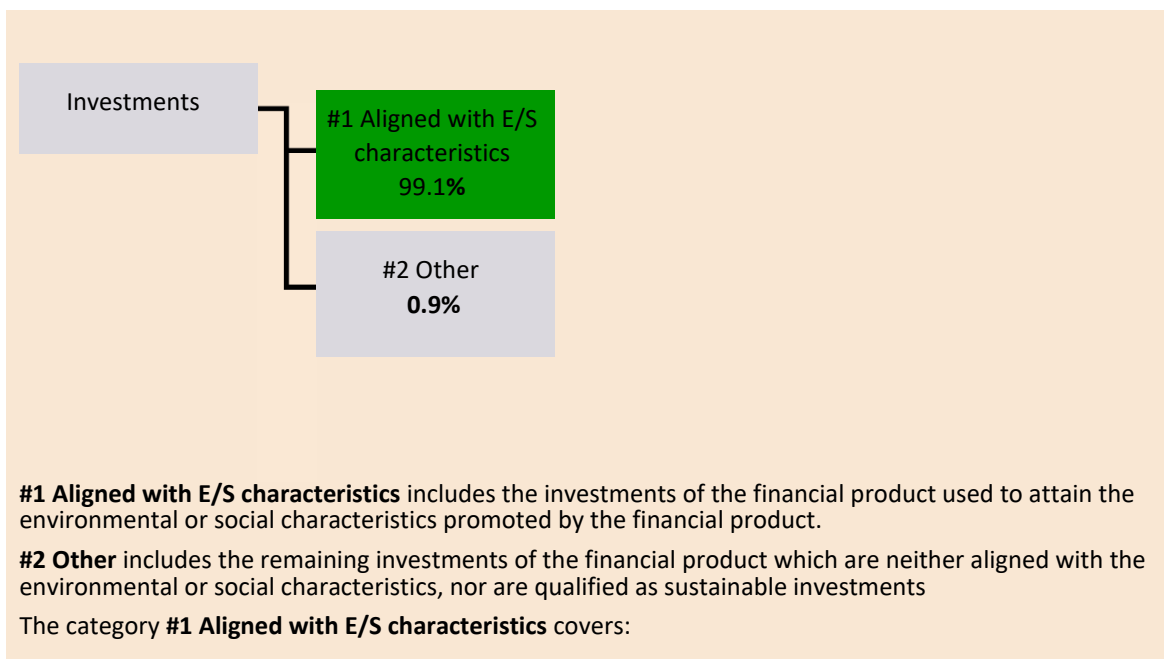 Investments
#1 Aligned with E/S
characteristics
99.1%
#2 Other
0.9%
#1 Aligned with E/S characteristics includes the investments of the financial product used to attain the
environmental or social characteristics promoted by the financial product.
#2 Other includes the remaining investments of the financial product which are neither aligned with the
environmental or social characteristics, nor are qualified as sustainable investments
The category #1 Aligned with E/S characteristics covers: